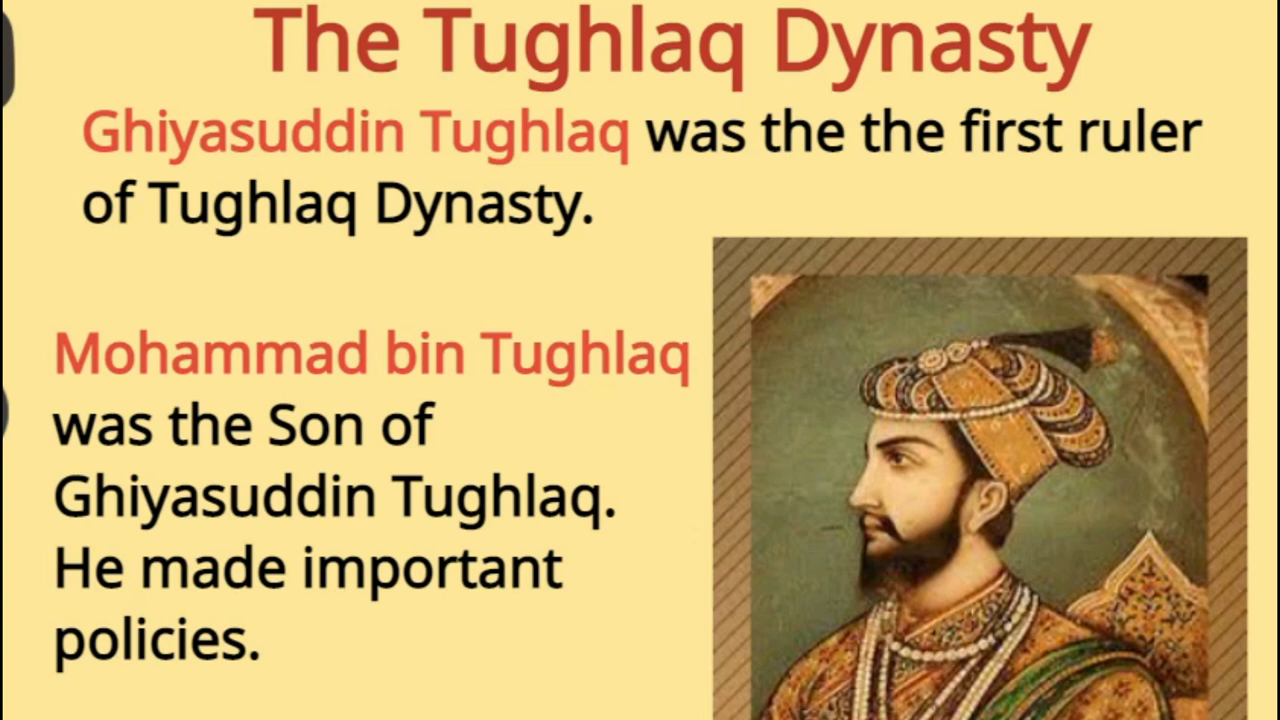 The Tughlaq Dynasty
Ghiyasuddin Tughlaq was the the first ruler
of Tughlaq Dynasty.
Mohammad bin Tughlaq
was the Son of
Ghiyasuddin Tughlaq.
He made important
policies.